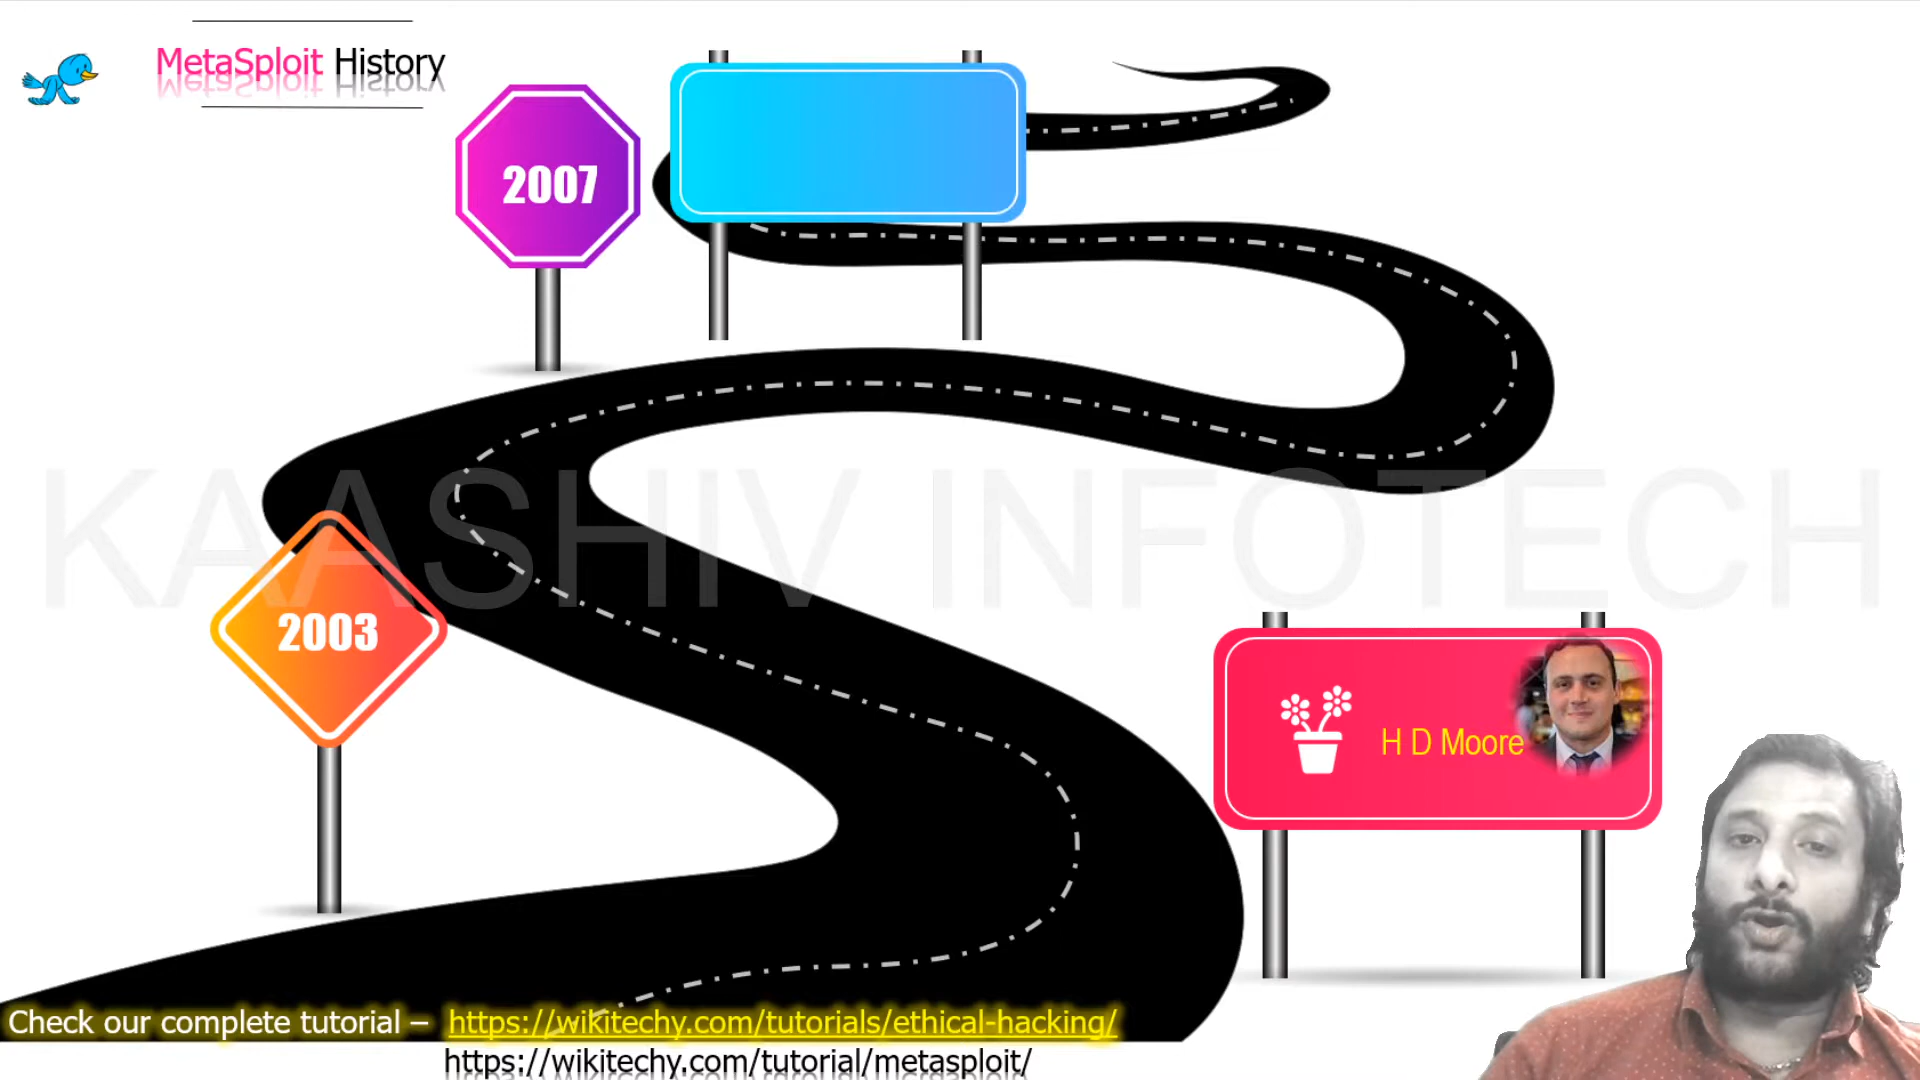 MetaSploit History
2007
KAASHIV INFOTECH
2003
H D Moore
Check our complete tutorial – https://wikitechy.com/tutorials/ethical-hacking/
https://wikitechy.com/tutorial/metasploit/